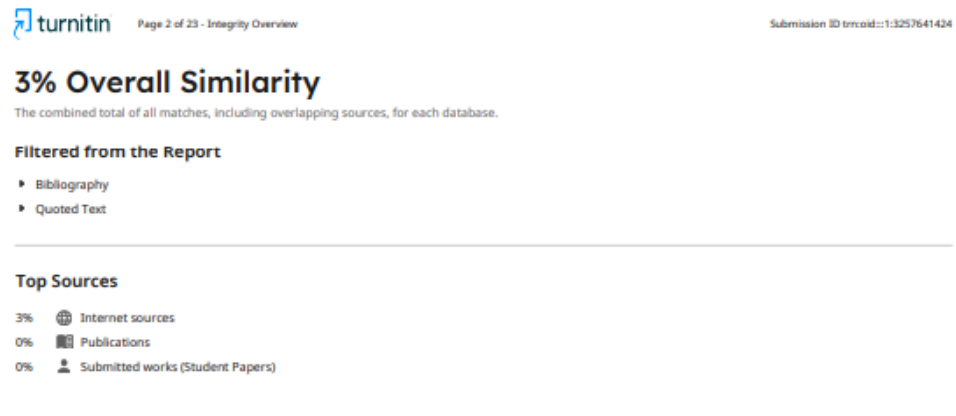 turnitin Page 2 of 23 - Integrity Overview Submission ID trn:oid:::1:3257641424
3% Overall Similarity
The combined total of all matches, including overlapping sources, for each database.
Filtered from the Report
Bibliography
Quoted Text
Top Sources
3% Internet sources
0% Publications
0% Submitted works (Student Papers)